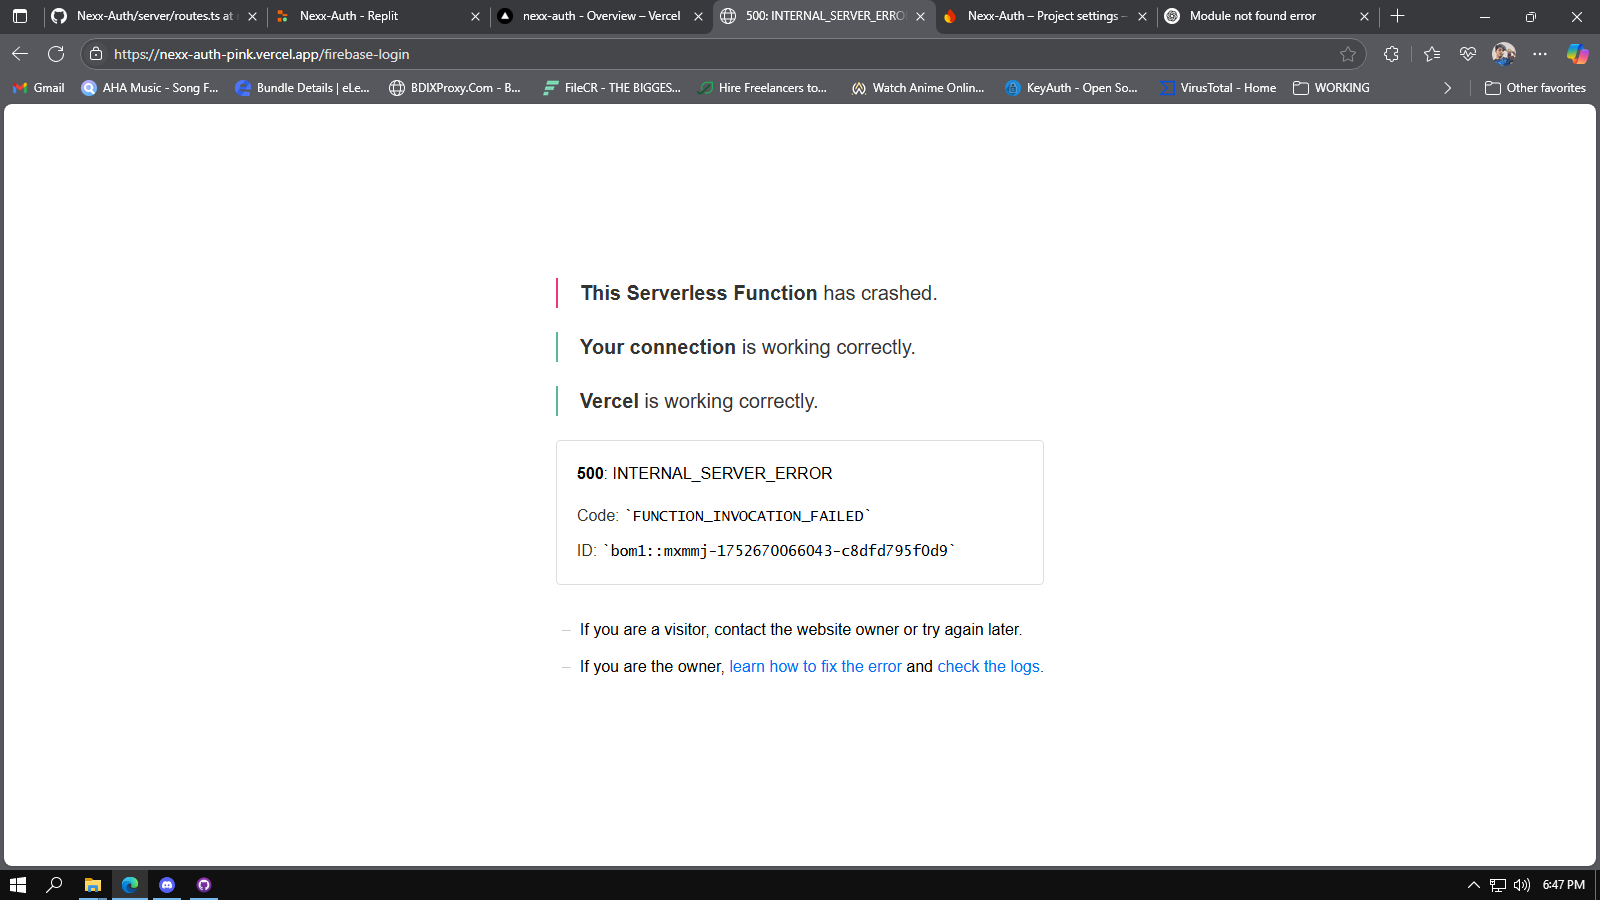 Nexx-Auth/server/routes.ts at
Nexx-Auth - Replit
nexx-auth - Overview – Vercel
500: INTERNAL_SERVER_ERRO
Nexx-Auth – Project settings –
Module not found error
https://nexx-auth-pink.vercel.app/firebase-login
Gmail
AHA Music - Song F...
Bundle Details | eLe...
BDIXProxy.Com - B...
FileCR - THE BIGGES...
Hire Freelancers to...
Watch Anime Onlin...
KeyAuth - Open So...
VirusTotal - Home
WORKING
Other favorites
This Serverless Function has crashed.
Your connection is working correctly.
Vercel is working correctly.
500: INTERNAL_SERVER_ERROR
Code: `FUNCTION_INVOCATION_FAILED`
ID: `bom1::mxmmj-1752670066043-c8dfd795f0d9`
If you are a visitor, contact the website owner or try again later.
If you are the owner, learn how to fix the error and check the logs.
6:47 PM